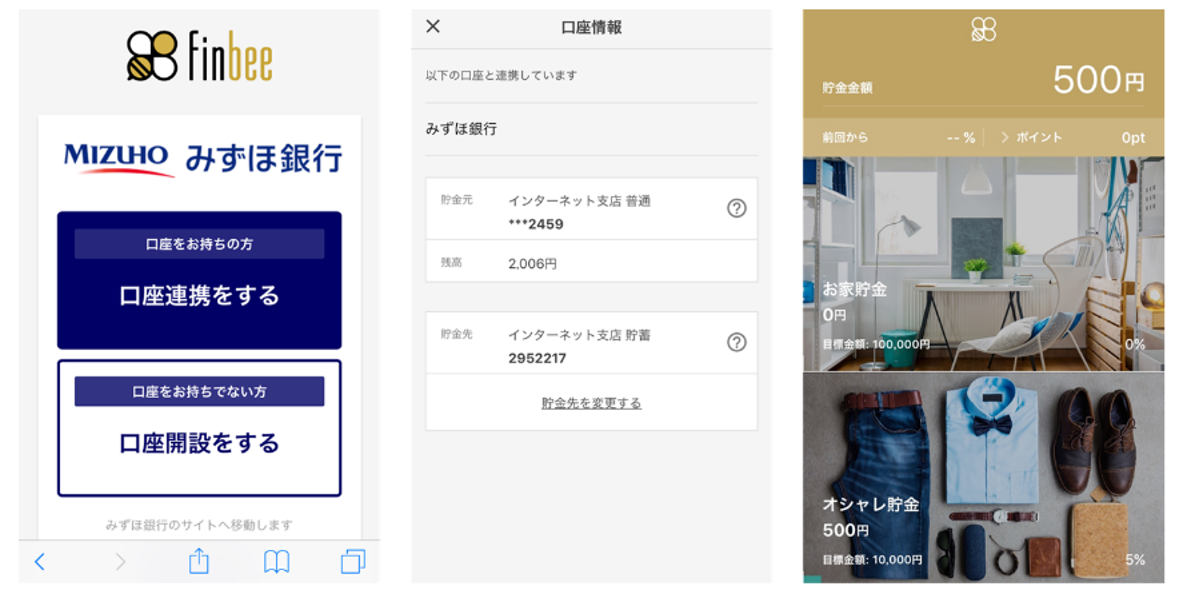 finbee
MIZUHO みずほ銀行
口座をお持ちの方
口座連携をする
口座をお持ちでない方
口座開設をする
みずほ銀行のサイトへ移動します
口座情報
以下の口座と連携しています
みずほ銀行
貯金元 インターネット支店 普通
***2459
残高 2,006円
貯金先 インターネット支店 貯蓄
2952217
貯金先を変更する
貯金金額 500円
前回から --% > ポイント 0pt
お家貯金
0円
目標金額: 100,000円 0%
オシャレ貯金
500円
目標金額: 10,000円 5%